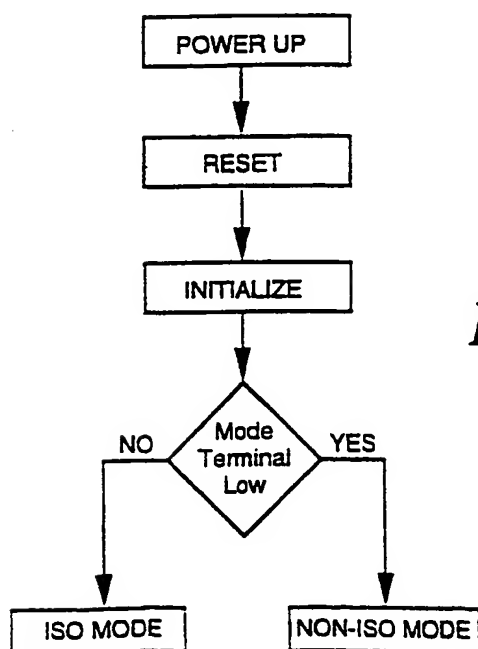 POWER UP
RESET
INITIALIZE
Mode
Terminal
Low
NO
YES
ISO MODE
NON-ISO MODE